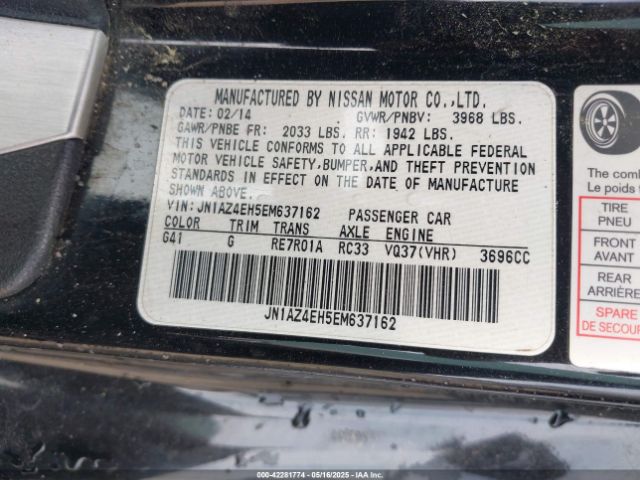 MANUFACTURED BY NISSAN MOTOR CO.,LTD.
DATE: 02/14 GVWR/PNBV: 3968 LBS.
GAWR/PNBE FR: 2033 LBS. RR: 1942 LBS.
THIS VEHICLE CONFORMS TO ALL APPLICABLE FEDERAL
MOTOR VEHICLE SAFETY,BUMPER,AND THEFT PREVENTION
STANDARDS IN EFFECT ON THE DATE OF MANUFACTURE
SHOWN ABOVE.
VIN: JN1AZ4EH5EM637162 PASSENGER CAR
COLOR TRIM TRANS AXLE ENGINE
G41 G RE7R01A RC33 VQ37(VHR) 3696CC
JN1AZ4EH5EM637162
The comb
Le poids t
TIRE
PNEU
FRONT
AVANT
REAR
ARRIÈRE
SPARE
DE SECOUR
000-42281774 - 05/16/2025 - IAA Inc.